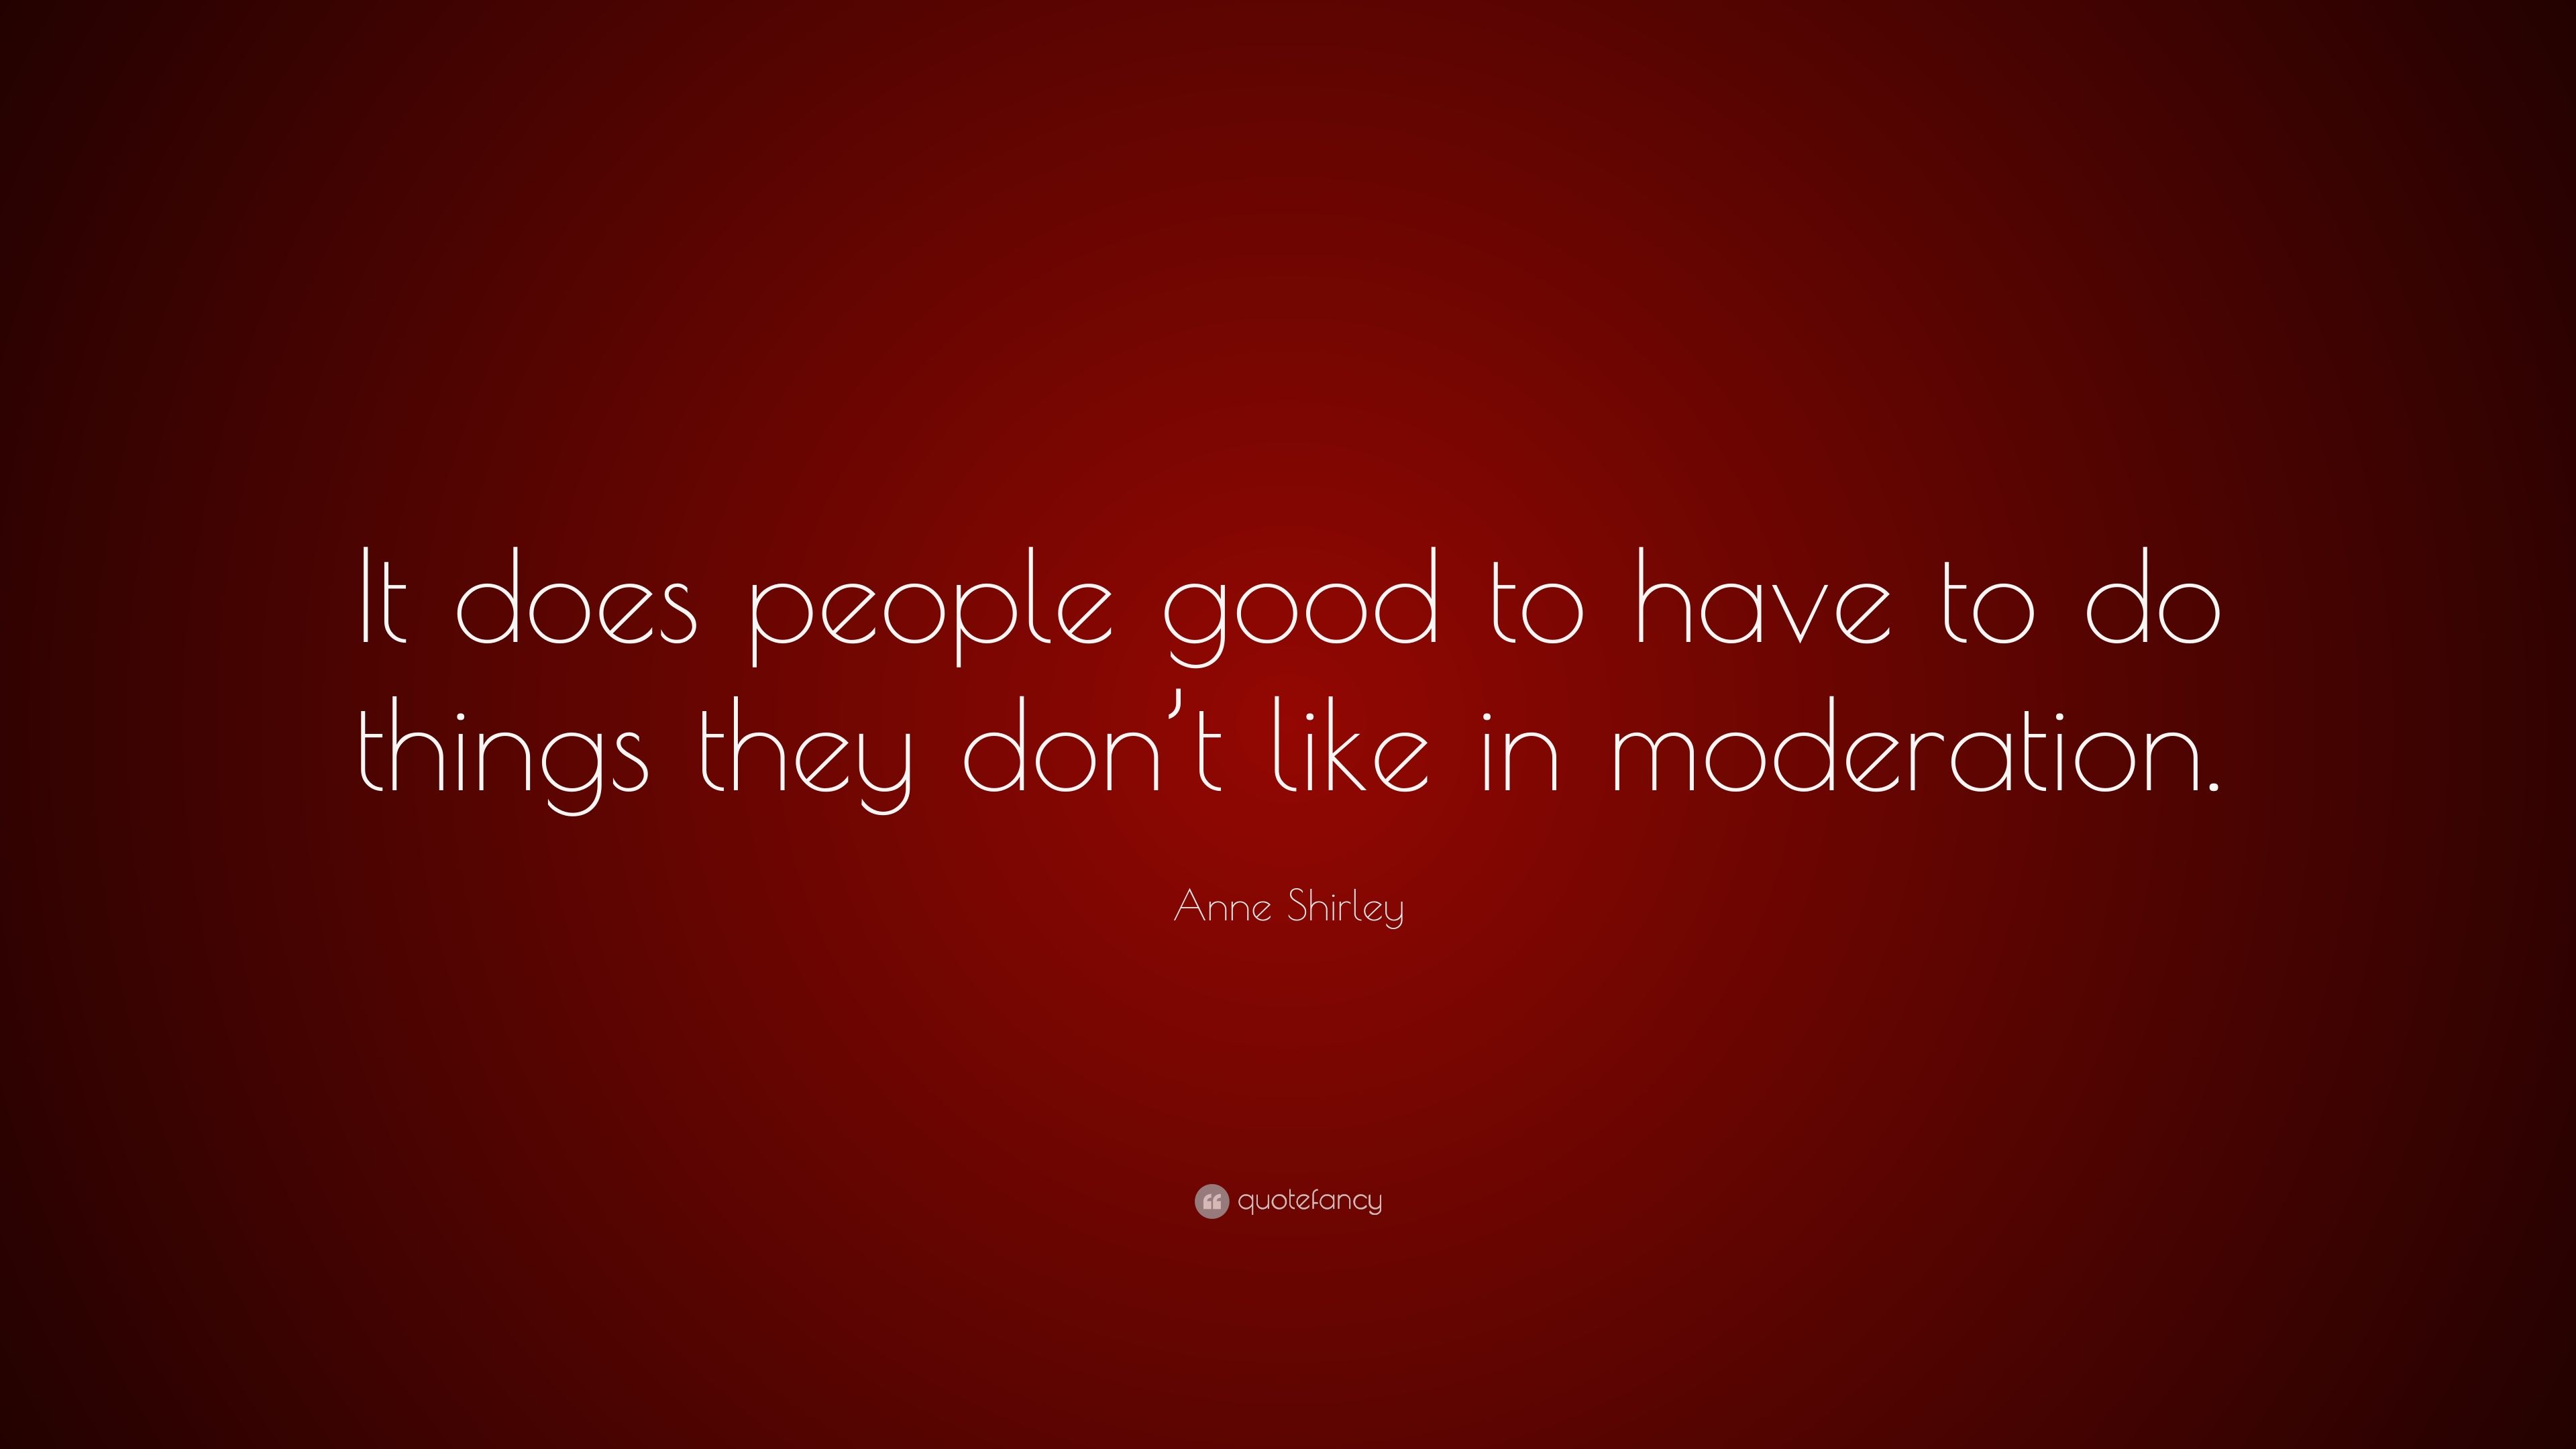 It does people good to have to do
things they don’t like in moderation.
Anne Shirley
quotefancy